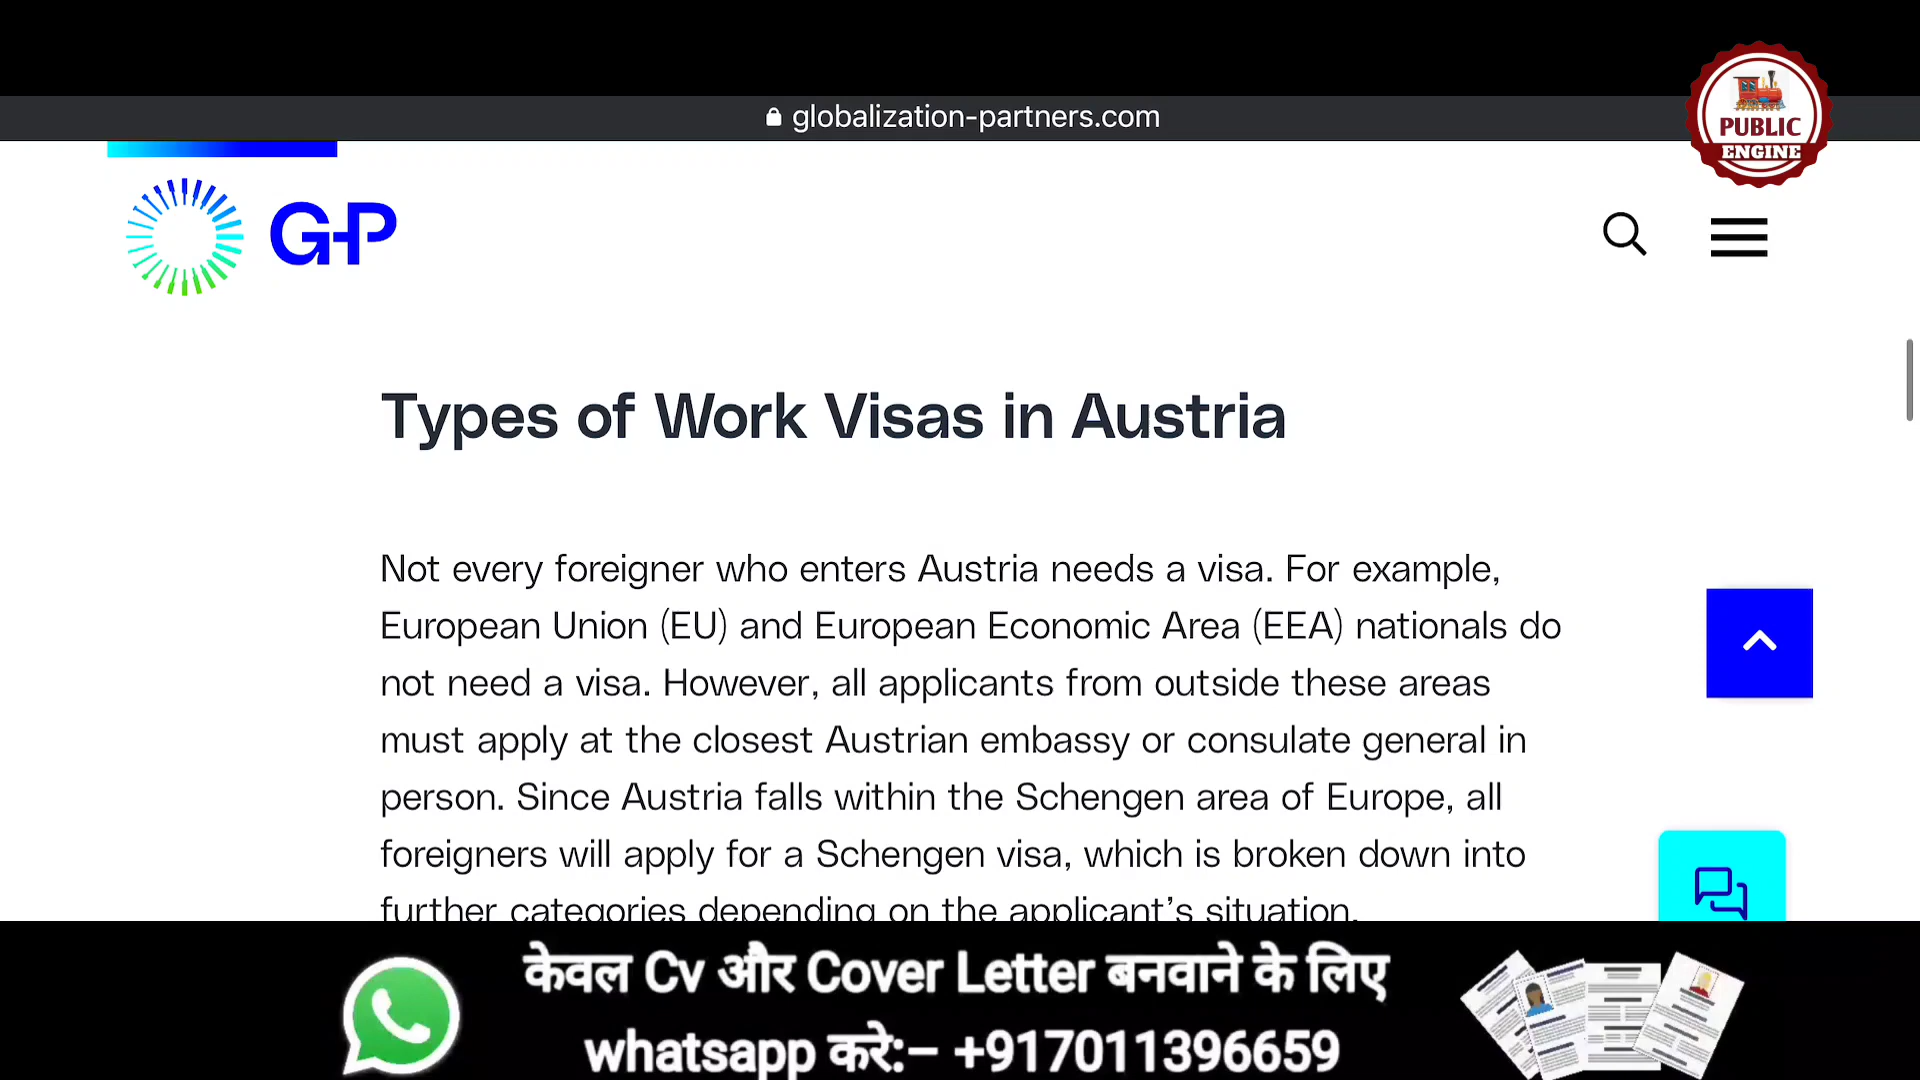 globalization-partners.com
PUBLIC
ENGINE
G-P
Types of Work Visas in Austria
Not every foreigner who enters Austria needs a visa. For example,
European Union (EU) and European Economic Area (EEA) nationals do
not need a visa. However, all applicants from outside these areas
must apply at the closest Austrian embassy or consulate general in
person. Since Austria falls within the Schengen area of Europe, all
foreigners will apply for a Schengen visa, which is broken down into
further categories depending on the applicant’s situation.
केवल Cv और Cover Letter बनवाने के लिए
whatsapp करे:– +917011396659